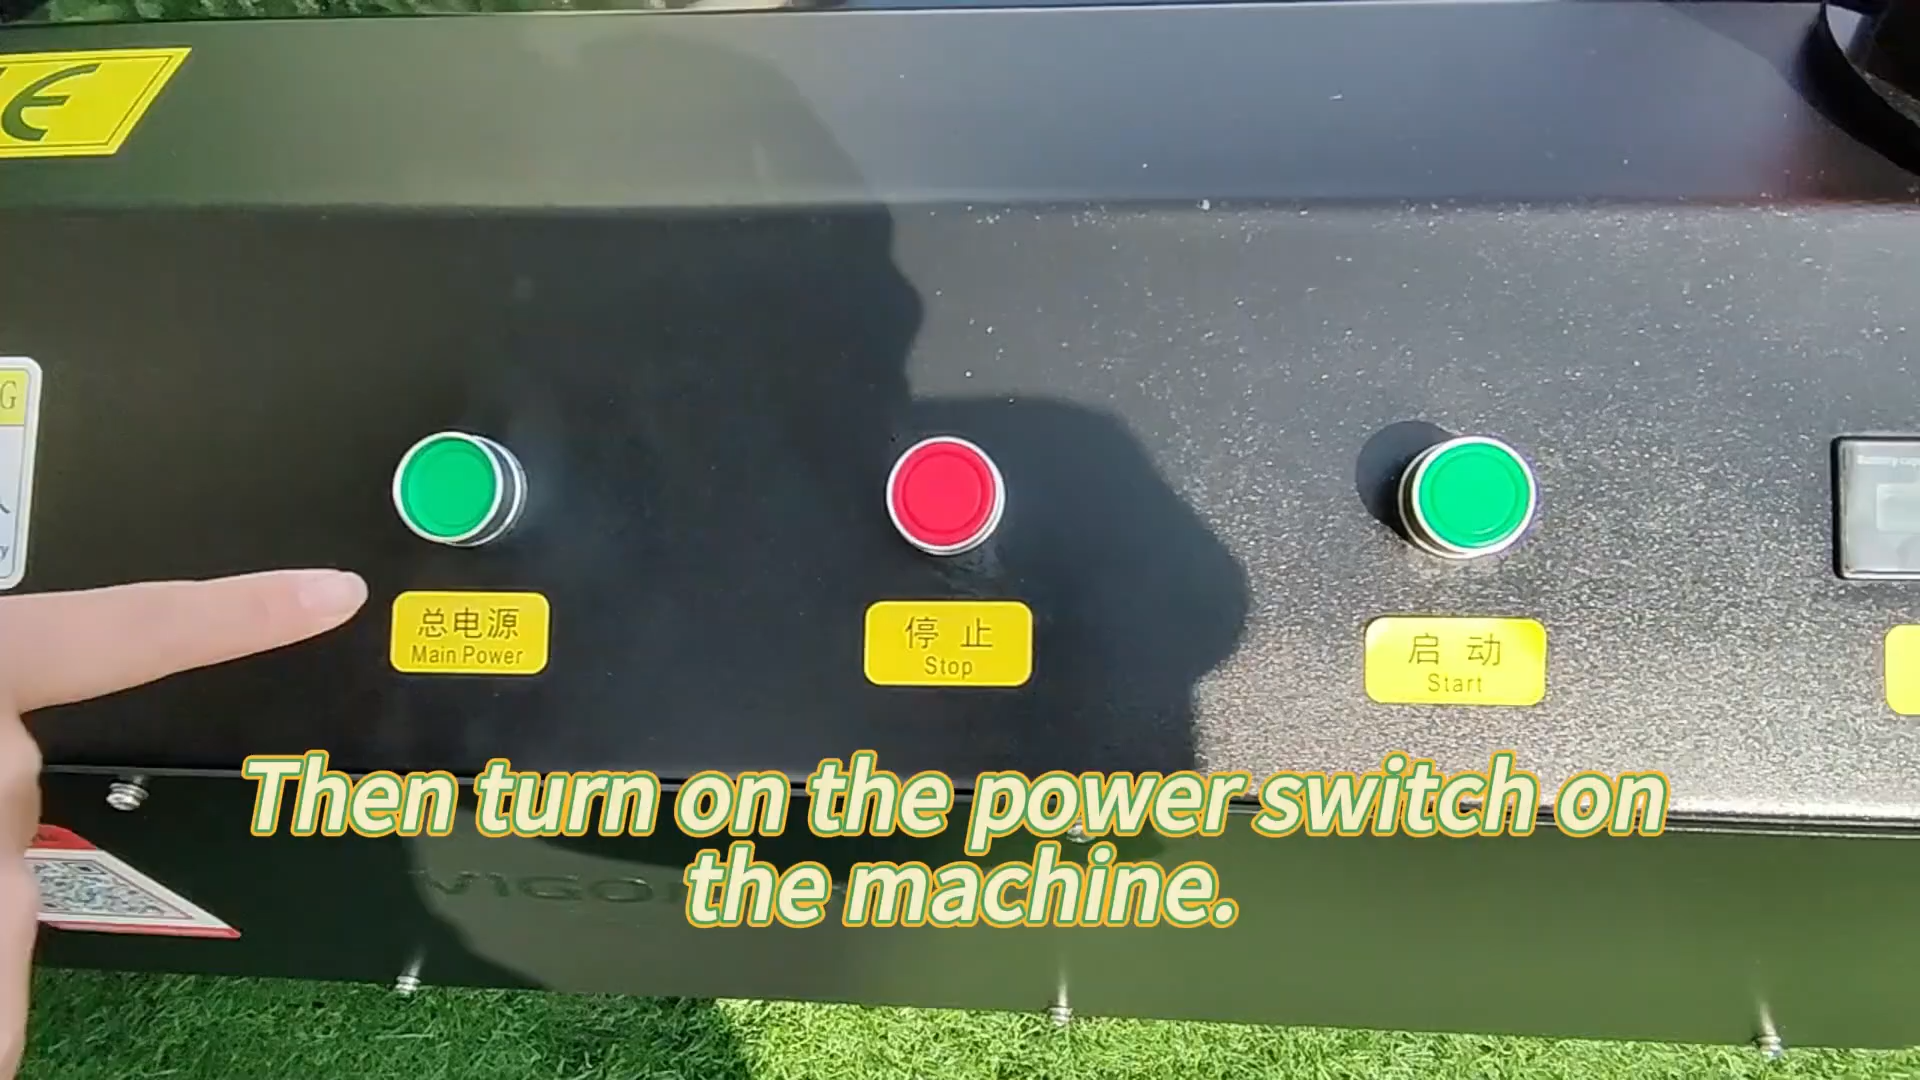 CE
G
总电源
Main Power
停 止
Stop
启 动
Start
Then turn on the power switch on
the machine.